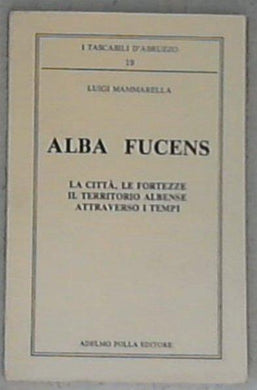 I TASCABILI D'ABRUZZO
19
LUIGI MAMMARELLA
ALBA FUCENS
LA CITTÀ, LE FORTEZZE
IL TERRITORIO ALBENSE
ATTRAVERSO I TEMPI
ADELMO POLLA EDITORE